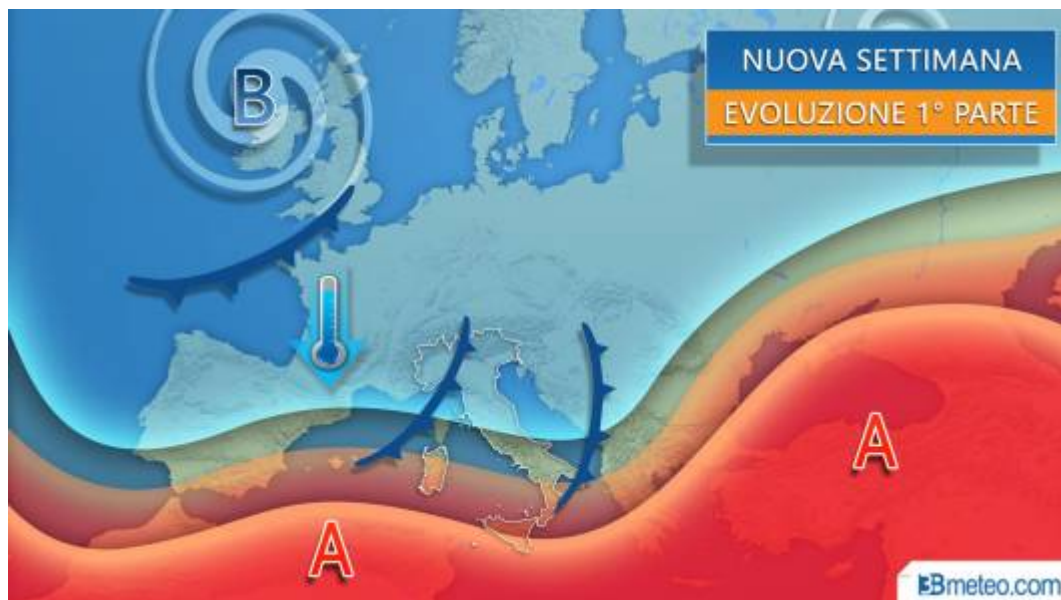 B
NUOVA SETTIMANA
EVOLUZIONE 1° PARTE
A
A
3Bmeteo.com